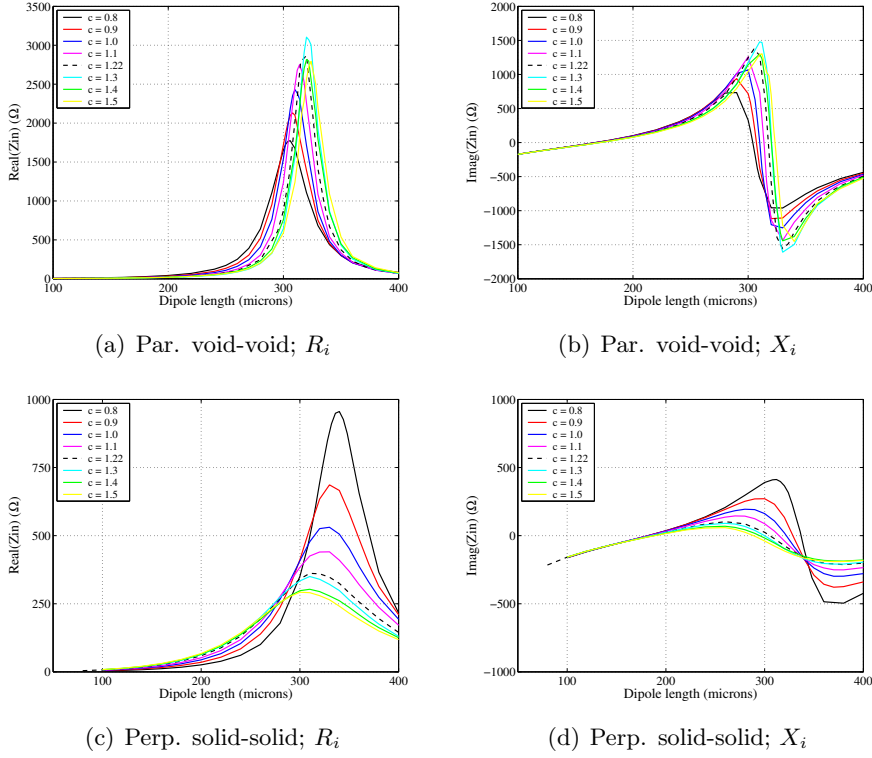 3500
3000
2500
2000
1500
1000
500
0
Real(Zin) (Ω)
c = 0.8
c = 0.9
c = 1.0
c = 1.1
c = 1.22
c = 1.3
c = 1.4
c = 1.5
100 200 300 400
Dipole length (microns)
(a) Par. void-void; R_i
2000
1500
1000
500
0
−500
−1000
−1500
−2000
Imag(Zin) (Ω)
c = 0.8
c = 0.9
c = 1.0
c = 1.1
c = 1.22
c = 1.3
c = 1.4
c = 1.5
100 200 300 400
Dipole length (microns)
(b) Par. void-void; X_i
1000
750
500
250
0
Real(Zin) (Ω)
c = 0.8
c = 0.9
c = 1.0
c = 1.1
c = 1.22
c = 1.3
c = 1.4
c = 1.5
100 200 300 400
Dipole length (microns)
(c) Perp. solid-solid; R_i
1000
500
0
−500
−1000
Imag(Zin) (Ω)
c = 0.8
c = 0.9
c = 1.0
c = 1.1
c = 1.22
c = 1.3
c = 1.4
c = 1.5
100 200 300 400
Dipole length (microns)
(d) Perp. solid-solid; X_i